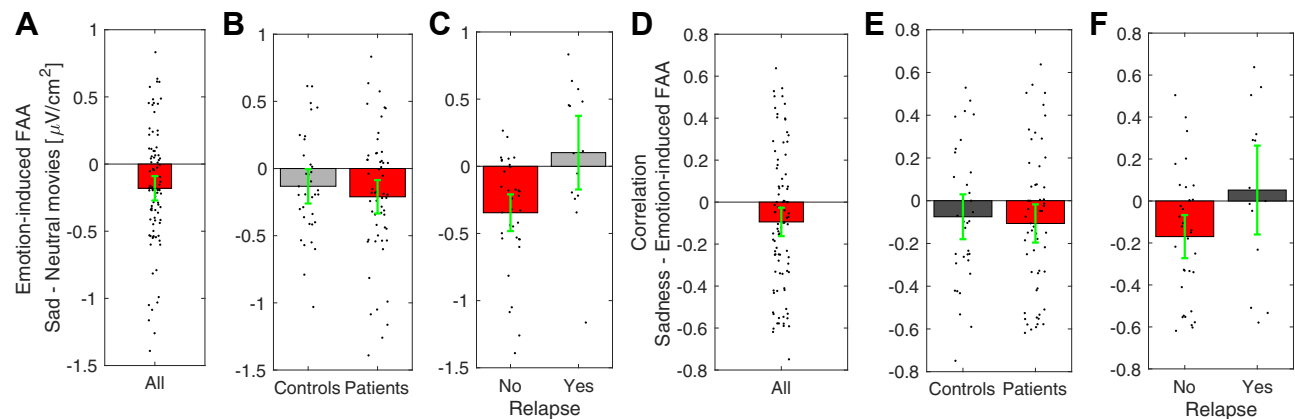 A
Emotion-induced FAA
Sad - Neutral movies [μV/cm²]
1
0.5
0
-0.5
-1
-1.5
All
B
1
0.5
0
-0.5
-1
-1.5
Controls Patients
C
1
0.5
0
-0.5
-1
-1.5
No Yes
Relapse
D
Correlation
Sadness - Emotion-induced FAA
0.8
0.6
0.4
0.2
0
-0.2
-0.4
-0.6
-0.8
All
E
0.8
0.6
0.4
0.2
0
-0.2
-0.4
-0.6
-0.8
Controls Patients
F
0.8
0.6
0.4
0.2
0
-0.2
-0.4
-0.6
-0.8
No Yes
Relapse